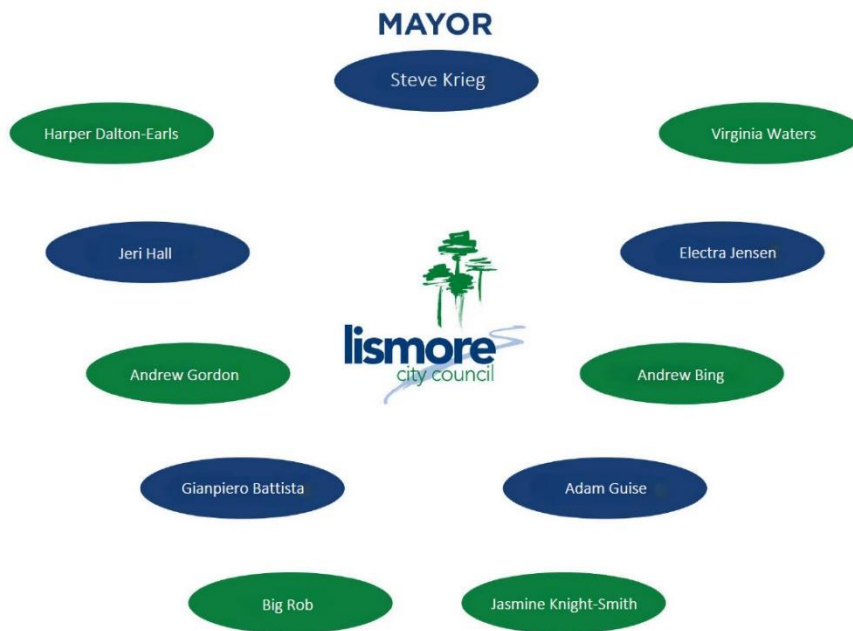 MAYOR
Steve Krieg
Harper Dalton-Earls
Virginia Waters
Jeri Hall
Electra Jensen
lismore
city council
Andrew Gordon
Andrew Bing
Gianpiero Battista
Adam Guise
Big Rob
Jasmine Knight-Smith